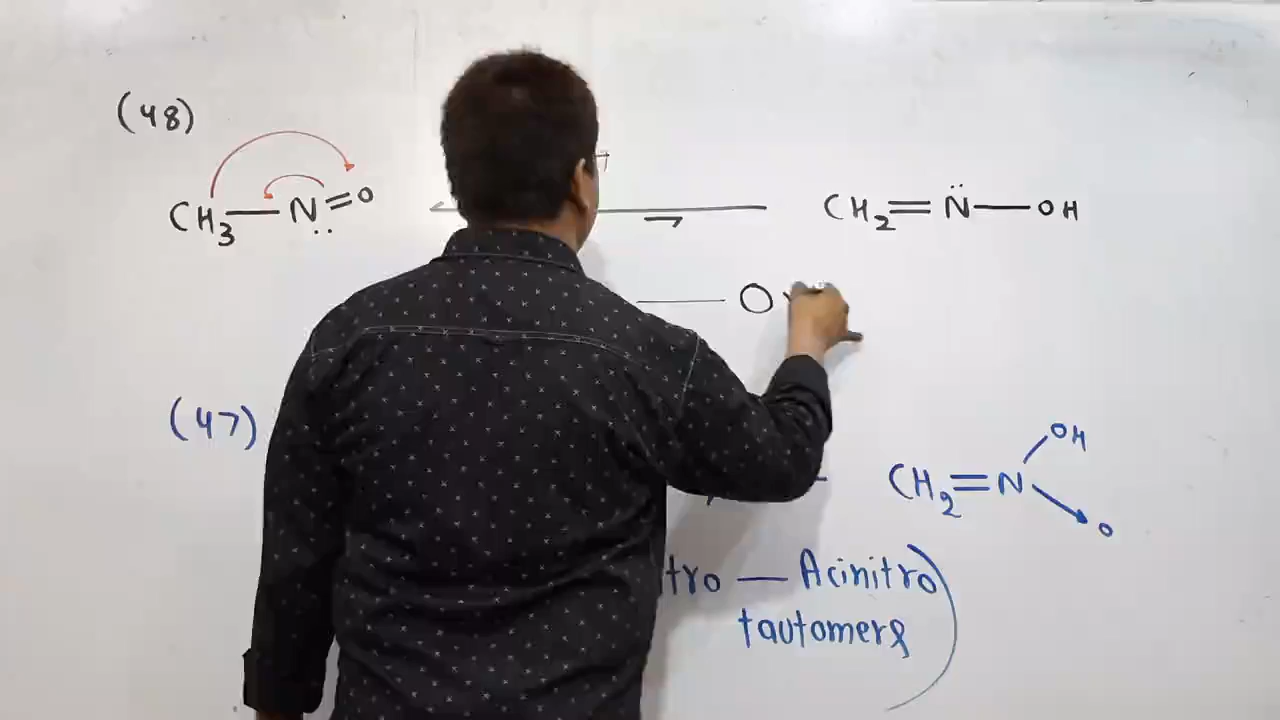 (48)
CH3—N=O ⇌ CH2=N̈—OH
— O
(47)
CH2=N
OH
O
tro — Acinitro)
tautomers